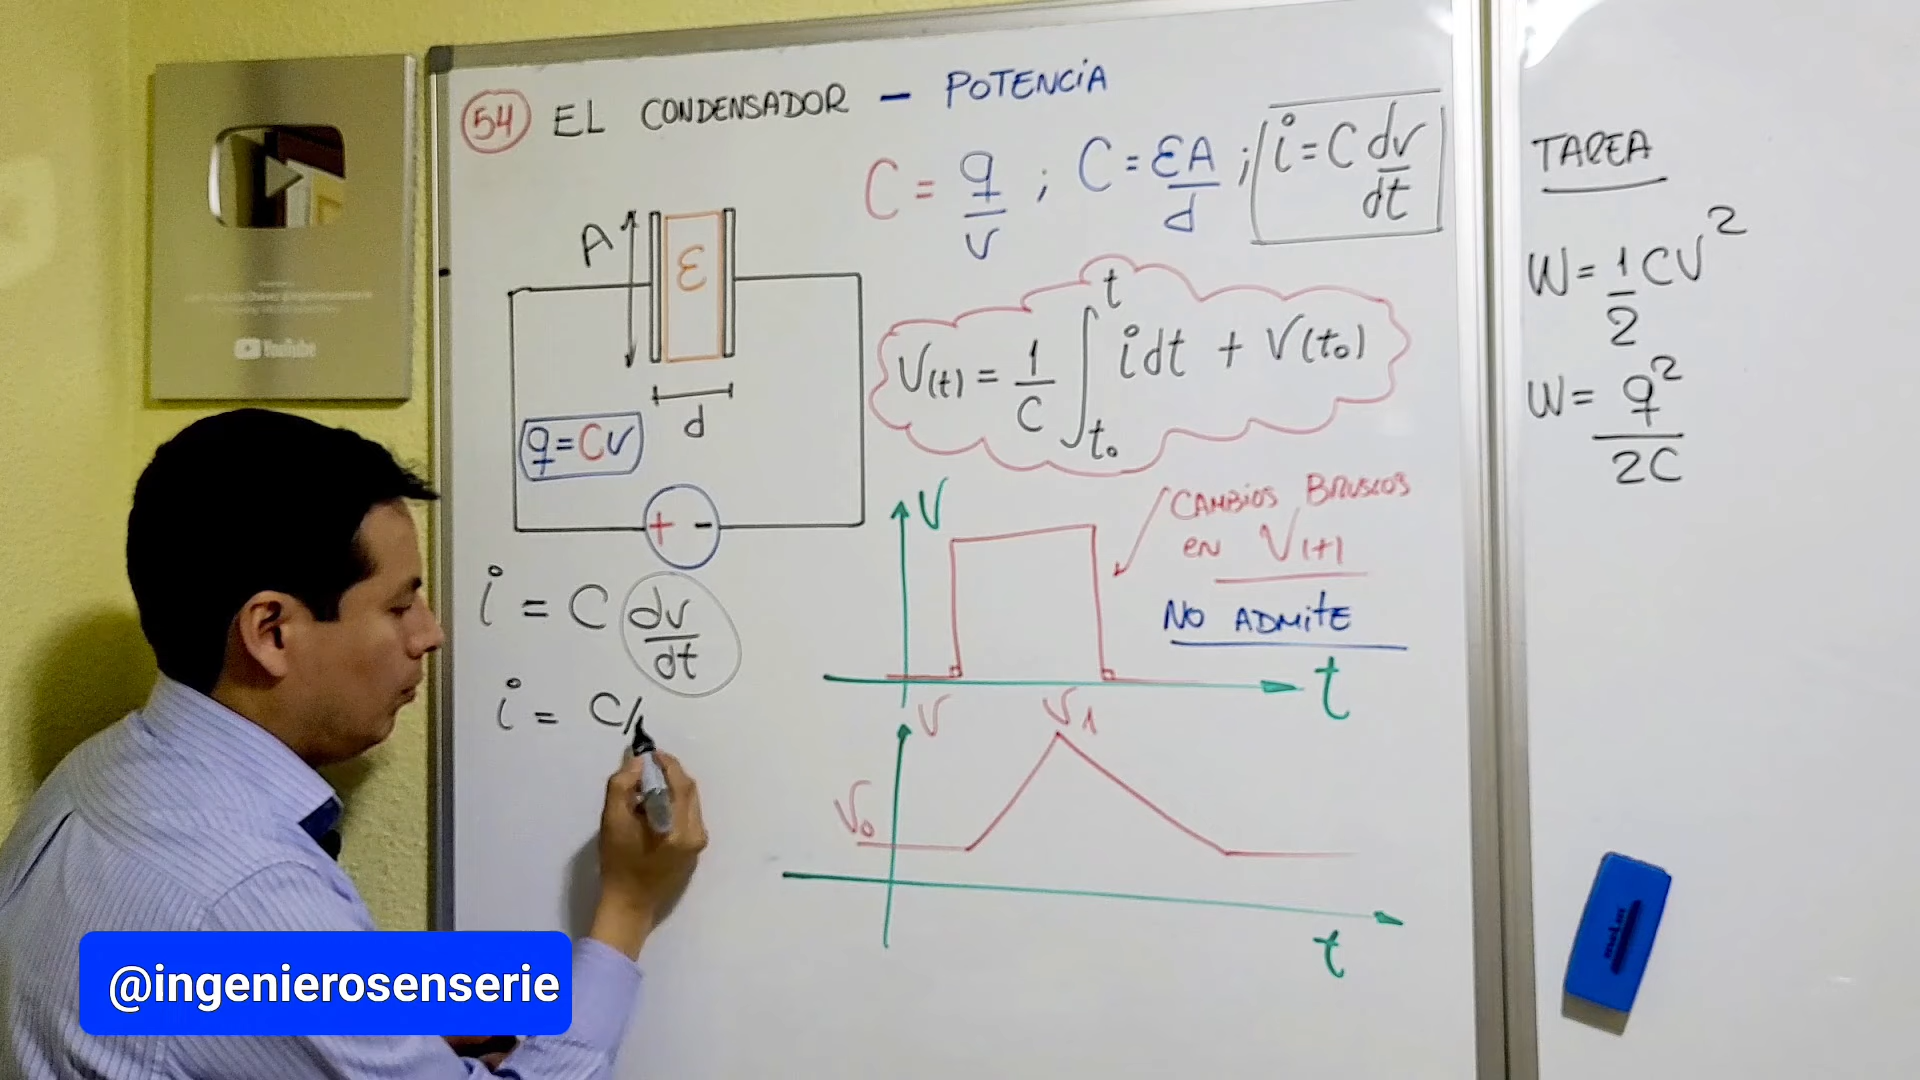 54 EL CONDENSADOR - POTENCIA
C = q/v ; C = εA/d ; i = C dv/dt
A
ε
d
q = Cv
+ -
V(t) = 1/C ∫ t t₀ i dt + V(t₀)
i = C dv/dt
i = C/
V
CAMBIOS BRUSCOS
EN V(t)
NO ADMITE
t
V
V1
V₀
t
TAREA
W = 1/2 CV²
W = q²/2C
YouTube
@ingenierosenserie